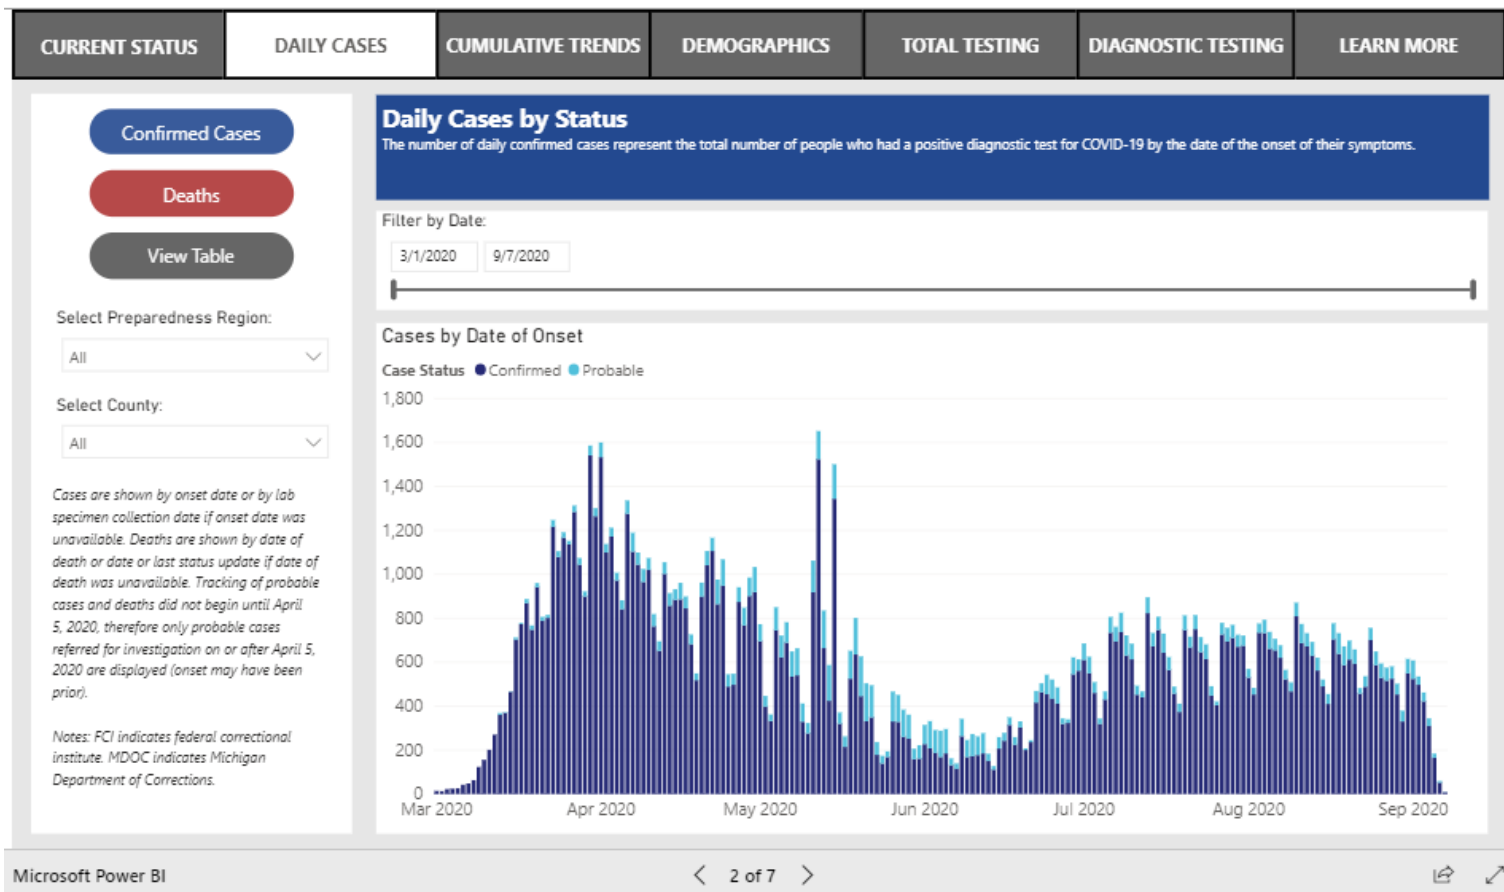 CURRENT STATUS
DAILY CASES
CUMULATIVE TRENDS
DEMOGRAPHICS
TOTAL TESTING
DIAGNOSTIC TESTING
LEARN MORE
Confirmed Cases
Deaths
View Table
Select Preparedness Region:
All
Select County:
All
Cases are shown by onset date or by lab
specimen collection date if onset date was
unavailable. Deaths are shown by date of
death or date or last status update if date of
death was unavailable. Tracking of probable
cases and deaths did not begin until April
5, 2020, therefore only probable cases
referred for investigation on or after April 5,
2020 are displayed (onset may have been
prior).
Notes: FCI indicates federal correctional
institute. MDOC indicates Michigan
Department of Corrections.
Daily Cases by Status
The number of daily confirmed cases represent the total number of people who had a positive diagnostic test for COVID-19 by the date of the onset of their symptoms.
Filter by Date:
3/1/2020
9/7/2020
Cases by Date of Onset
Case Status Confirmed Probable
1,800
1,600
1,400
1,200
1,000
800
600
400
200
0
Mar 2020
Apr 2020
May 2020
Jun 2020
Jul 2020
Aug 2020
Sep 2020
Microsoft Power BI
2 of 7